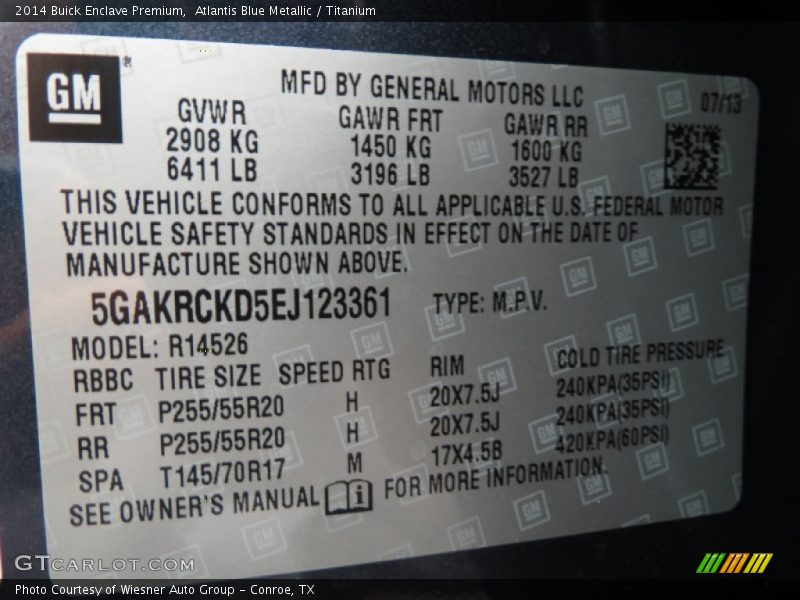 2014 Buick Enclave Premium, Atlantis Blue Metallic / Titanium
GM®
MFD BY GENERAL MOTORS LLC
07/13
GVWR GAWR FRT GAWR RR
2908 KG 1450 KG 1600 KG
6411 LB 3196 LB 3527 LB
THIS VEHICLE CONFORMS TO ALL APPLICABLE U.S. FEDERAL MOTOR
VEHICLE SAFETY STANDARDS IN EFFECT ON THE DATE OF
MANUFACTURE SHOWN ABOVE.
5GAKRCKD5EJ123361 TYPE: M.P.V.
MODEL: R14526
RBBC TIRE SIZE SPEED RTG RIM COLD TIRE PRESSURE
FRT P255/55R20 H 20X7.5J 240KPA(35PSI)
RR P255/55R20 H 20X7.5J 240KPA(35PSI)
SPA T145/70R17 M 17X4.5B 420KPA(60PSI)
SEE OWNER'S MANUAL i FOR MORE INFORMATION.
GTCARLOT.COM
Photo Courtesy of Wiesner Auto Group - Conroe, TX